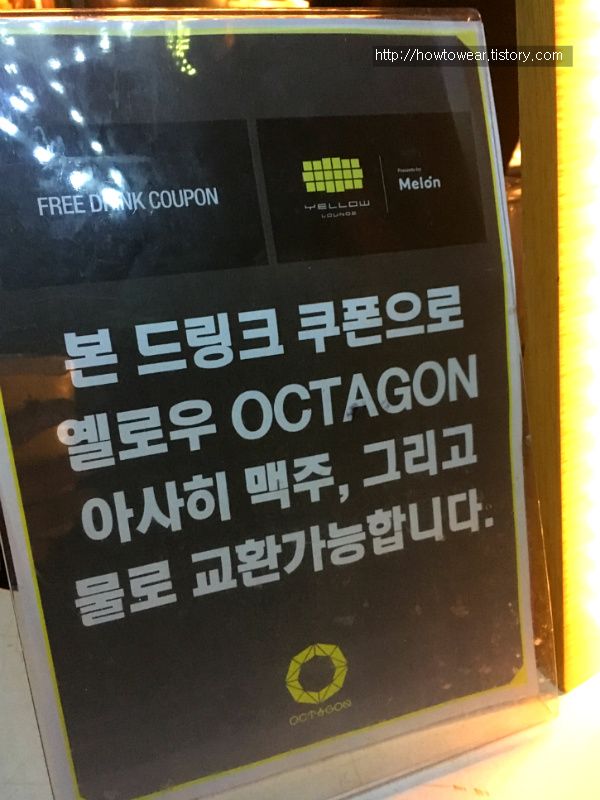 http://howtowear.tistory.com
FREE DRINK COUPON
YELLOW
LOUNGE
Presents by
Melon
본 드링크 쿠폰으로
옐로우 OCTAGON
아사히 맥주, 그리고
물로 교환가능합니다.
OCTAGON